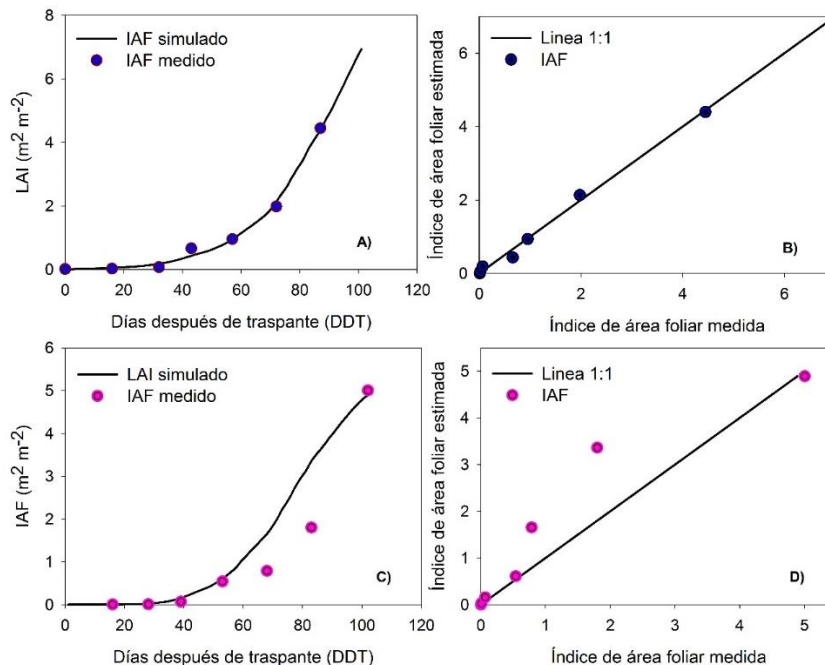 8
6
4
2
0
LAI (m² m⁻²)
IAF simulado
IAF medido
A)
0 20 40 60 80 100 120
Días después de traspante (DDT)
6
4
2
0
Índice de área foliar estimada
Linea 1:1
IAF
B)
0 2 4 6
Índice de área foliar medida
6
5
4
3
2
1
0
IAF (m² m⁻²)
LAI simulado
IAF medido
C)
0 20 40 60 80 100 120
Días después de traspante (DDT)
5
4
3
2
1
0
Índice de área foliar estimada
Linea 1:1
IAF
D)
0 1 2 3 4 5
Índice de área foliar medida